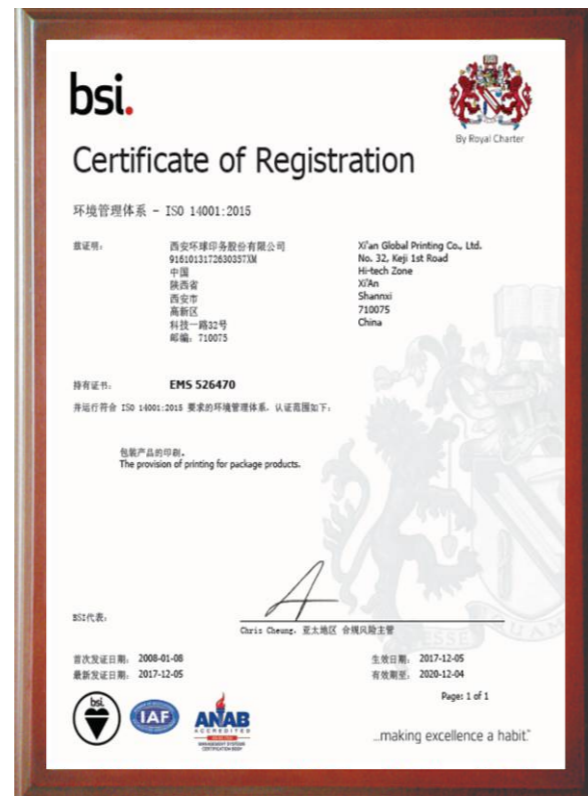 bsi.
By Royal Charter
Certificate of Registration
环境管理体系 - ISO 14001:2015
兹证明:
西安环球印务股份有限公司
9161013172630357XM
中国
陕西省
西安市
高新区
科技一路32号
邮编: 710075
Xi'an Global Printing Co., Ltd.
No. 32, Keji 1st Road
Hi-tech Zone
Xi'An
Shannxi
710075
China
持有证书:
EMS 526470
并运行符合 ISO 14001:2015 要求的环境管理体系, 认证范围如下:
包装产品的印刷。
The provision of printing for package products.
BSI代表:
Chris Cheung, 亚太地区 合规风险主管
首次发证日期: 2008-01-08
生效日期: 2017-12-05
最新发证日期: 2017-12-05
有效期至: 2020-12-04
Page: 1 of 1
bsi.
IAF
ANAB
ACCREDITED
MANAGEMENT SYSTEMS
CERTIFICATION BODY
...making excellence a habit.™